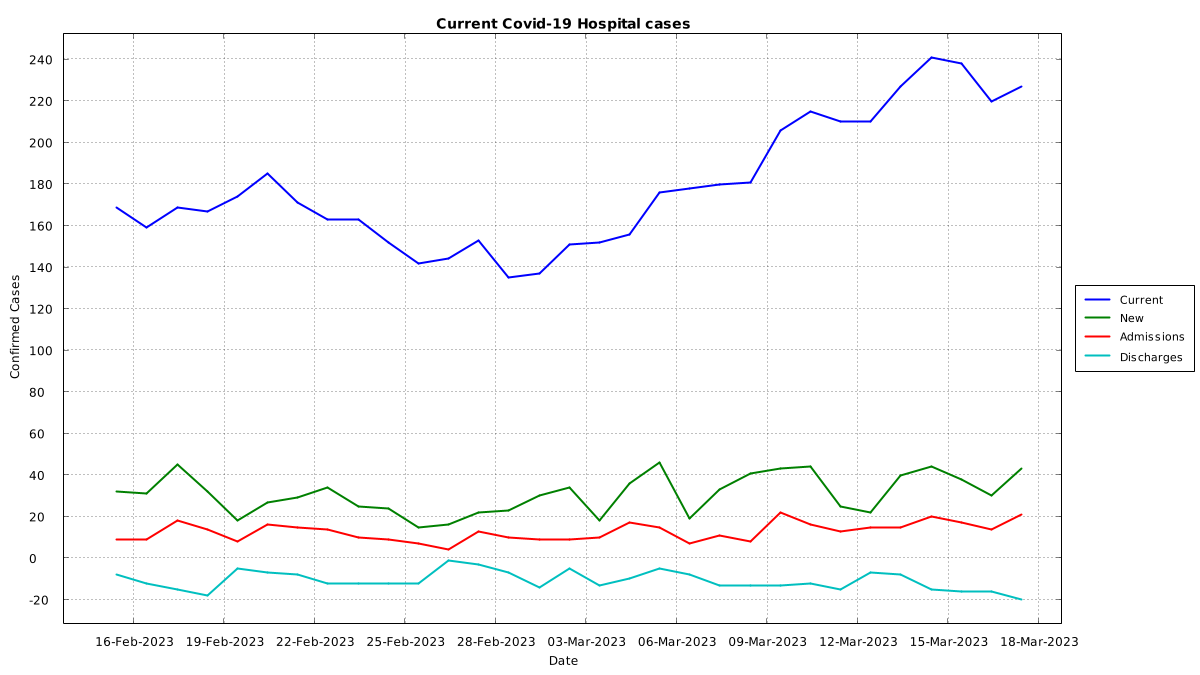 Current Covid-19 Hospital cases
240
220
200
180
160
140
120
100
80
60
40
20
0
-20
Confirmed Cases
16-Feb-2023 19-Feb-2023 22-Feb-2023 25-Feb-2023 28-Feb-2023 03-Mar-2023 06-Mar-2023 09-Mar-2023 12-Mar-2023 15-Mar-2023 18-Mar-2023
Date
Current
New
Admissions
Discharges